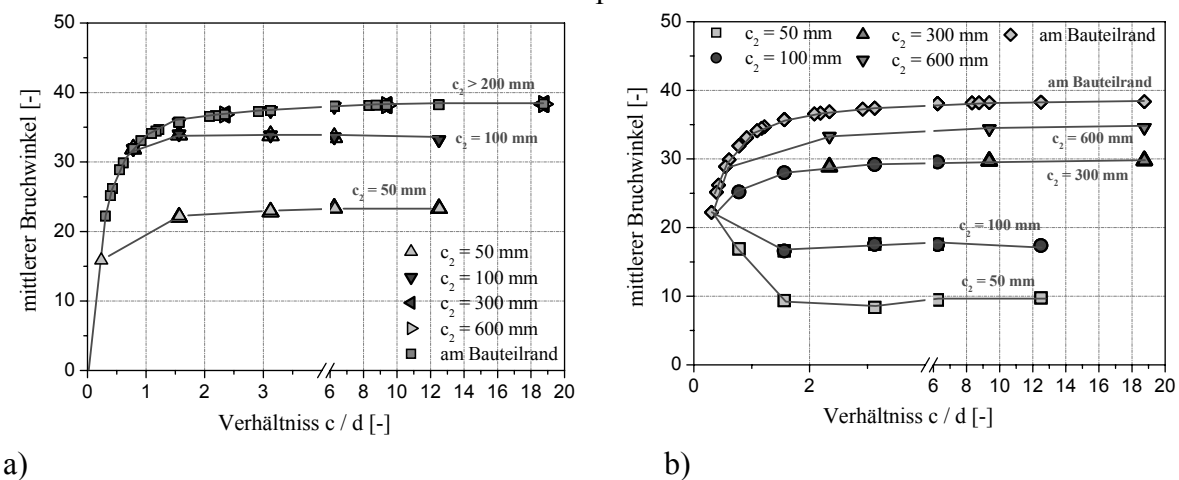 50
40
30
20
10
0
mittlerer Bruchwinkel [-]
c₂ > 200 mm
c₂ = 100 mm
c₂ = 50 mm
c₂ = 50 mm
c₂ = 100 mm
c₂ = 300 mm
c₂ = 600 mm
am Bauteilrand
0 1 2 3 6 8 10 12 14 16 18 20
Verhältniss c / d [-]
a)
50
40
30
20
10
0
mittlerer Bruchwinkel [-]
c₂ = 50 mm c₂ = 300 mm am Bauteilrand
c₂ = 100 mm c₂ = 600 mm
am Bauteilrand
c₂ = 600 mm
c₂ = 300 mm
c₂ = 100 mm
c₂ = 50 mm
0 2 6 8 10 12 14 16 18 20
Verhältniss c / d [-]
b)